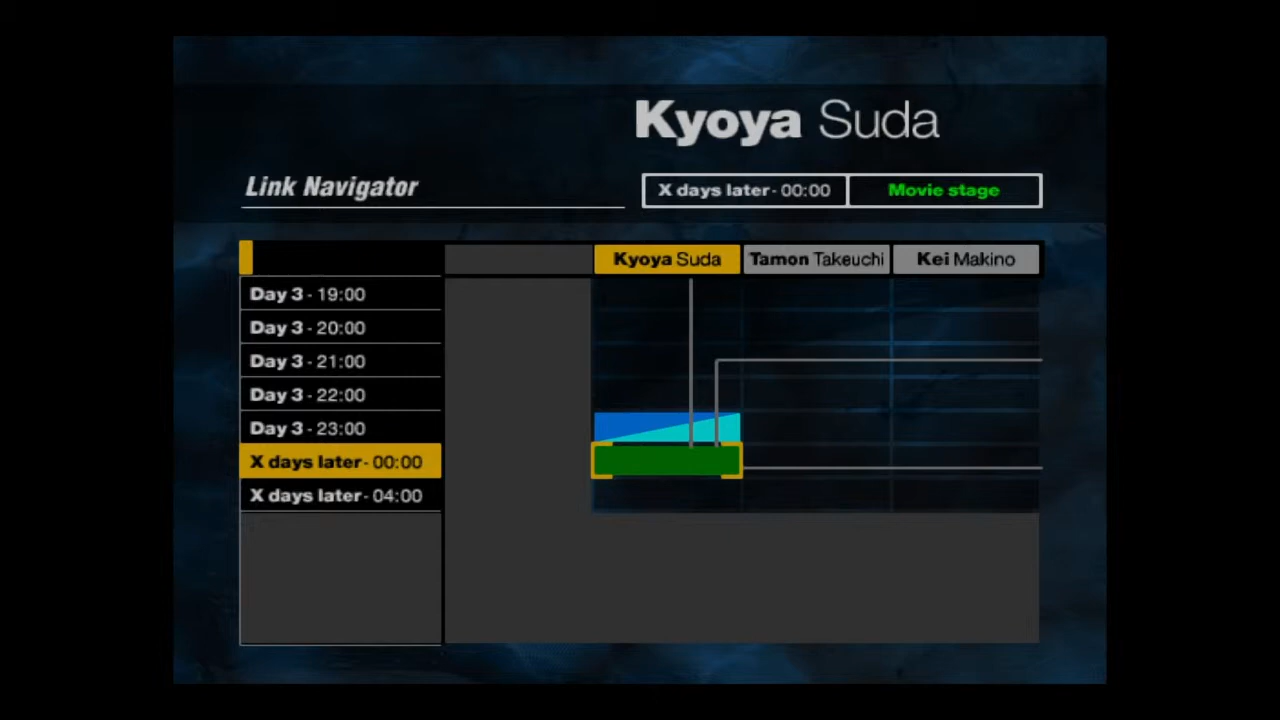 Kyoya Suda
Link Navigator
X days later - 00:00 Movie stage
Kyoya Suda Tamon Takeuchi Kei Makino
Day 3 - 19:00
Day 3 - 20:00
Day 3 - 21:00
Day 3 - 22:00
Day 3 - 23:00
X days later - 00:00
X days later - 04:00